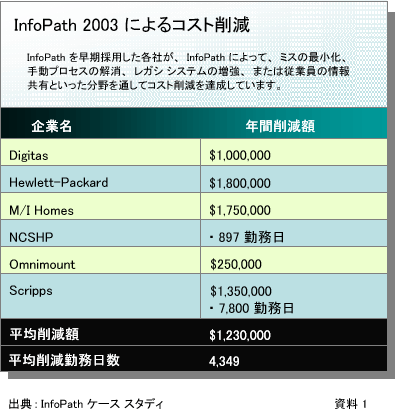 InfoPath 2003 によるコスト削減
InfoPath を早期採用した各社が、InfoPath によって、ミスの最小化、
手動プロセスの解消、レガシ システムの増強、または従業員の情報
共有といった分野を通してコスト削減を達成しています。
企業名 年間削減額
Digitas $1,000,000
Hewlett-Packard $1,800,000
M/I Homes $1,750,000
NCSHP ・897 勤務日
Omnimount $250,000
Scripps $1,350,000
・7,800 勤務日
平均削減額 $1,230,000
平均削減勤務日数 4,349
出典 : InfoPath ケース スタディ 資料 1